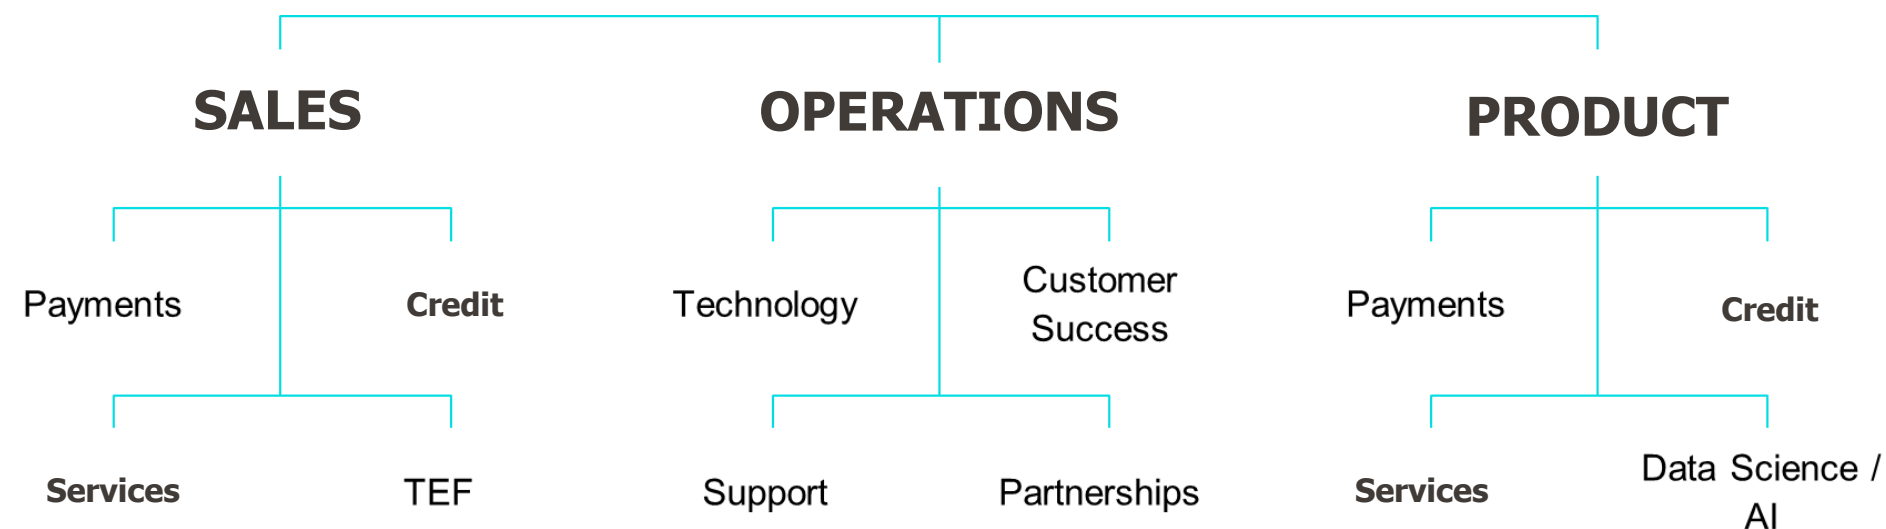 SALES
OPERATIONS
PRODUCT
Payments
Credit
Technology
Customer
Success
Payments
Credit
Services
TEF
Support
Partnerships
Services
Data Science /
AI